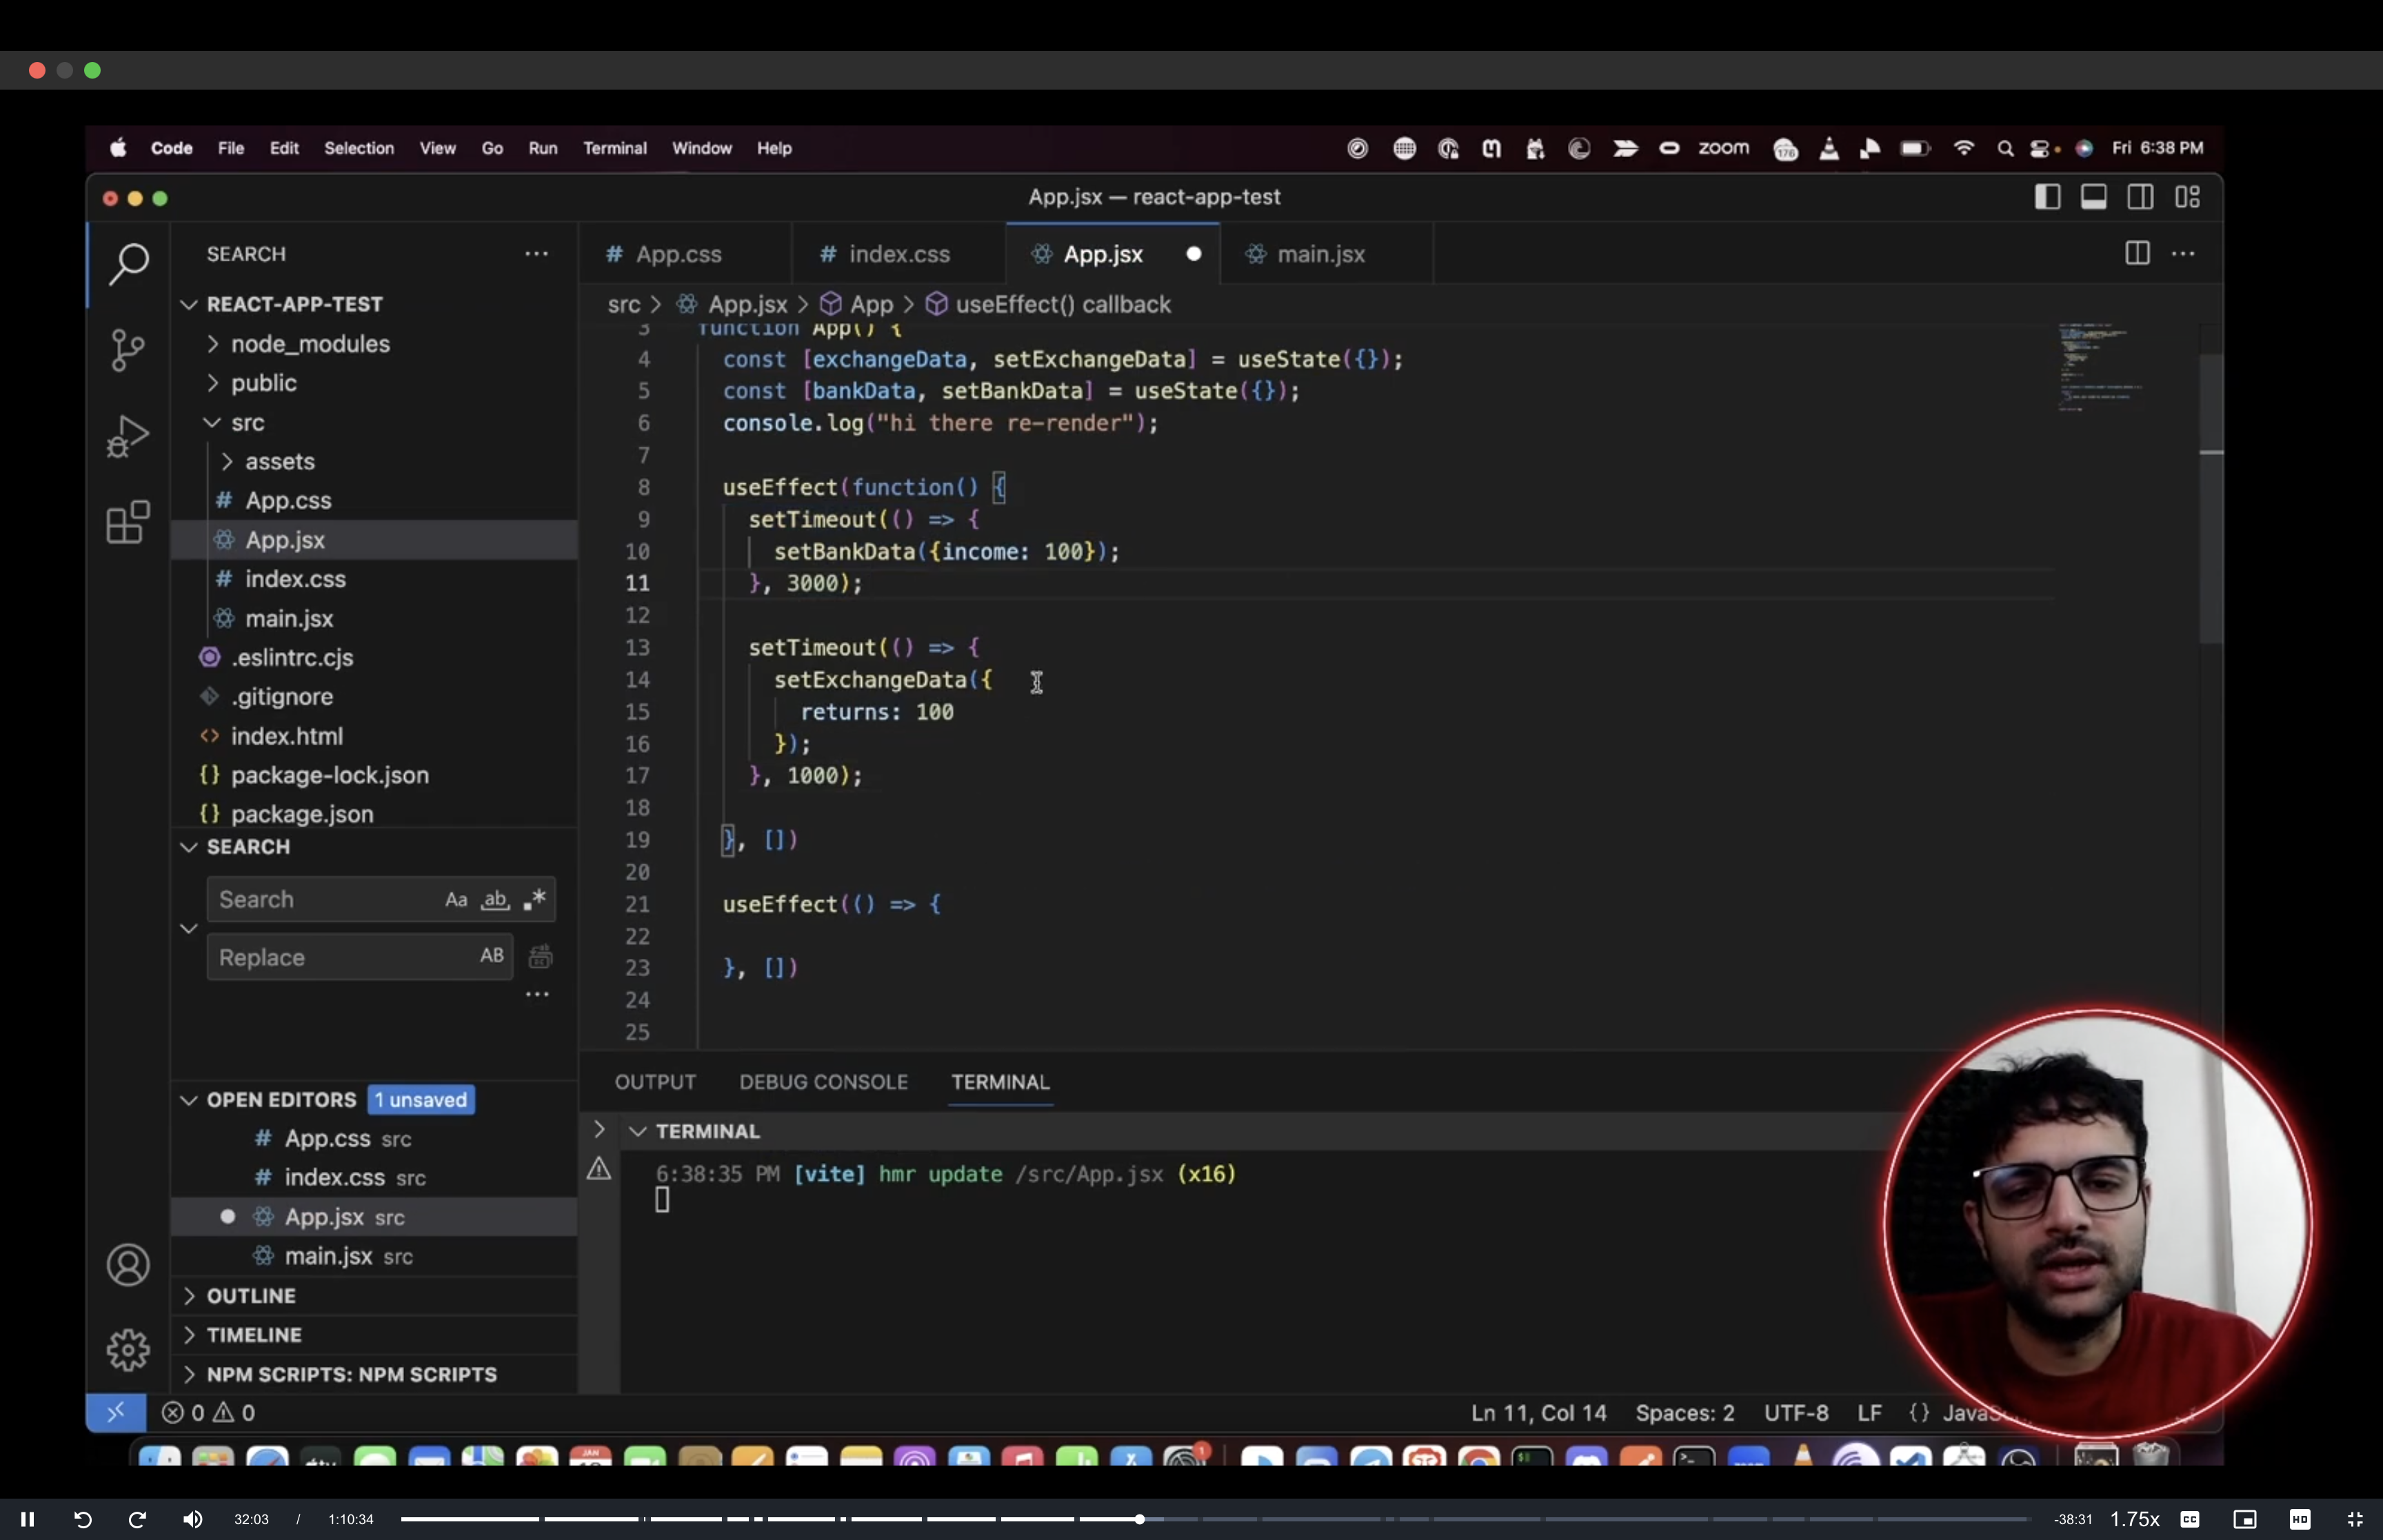 Code File Edit Selection View Go Run Terminal Window Help
zoom 176 Fri 6:38 PM
App.jsx — react-app-test
SEARCH
REACT-APP-TEST
node_modules
public
src
assets
# App.css
App.jsx
# index.css
main.jsx
.eslintrc.cjs
.gitignore
<> index.html
{} package-lock.json
{} package.json
SEARCH
Search Aa ab *
Replace AB
OPEN EDITORS 1 unsaved
# App.css src
# index.css src
App.jsx src
main.jsx src
OUTLINE
TIMELINE
NPM SCRIPTS: NPM SCRIPTS
# App.css # index.css App.jsx main.jsx
src > App.jsx > App > useEffect() callback
3 function App() {
4 const [exchangeData, setExchangeData] = useState({});
5 const [bankData, setBankData] = useState({});
6 console.log("hi there re-render");
7
8 useEffect(function() {
9 setTimeout(() => {
10 setBankData({income: 100});
11 }, 3000);
12
13 setTimeout(() => {
14 setExchangeData({
15 returns: 100
16 });
17 }, 1000);
18
19 }, [])
20
21 useEffect(() => {
22
23 }, [])
24
25
OUTPUT DEBUG CONSOLE TERMINAL
TERMINAL
6:38:35 PM [vite] hmr update /src/App.jsx (x16)
0 0 Ln 11, Col 14 Spaces: 2 UTF-8 LF {} JavaS
32:03 / 1:10:34 -38:31 1.75x CC HD